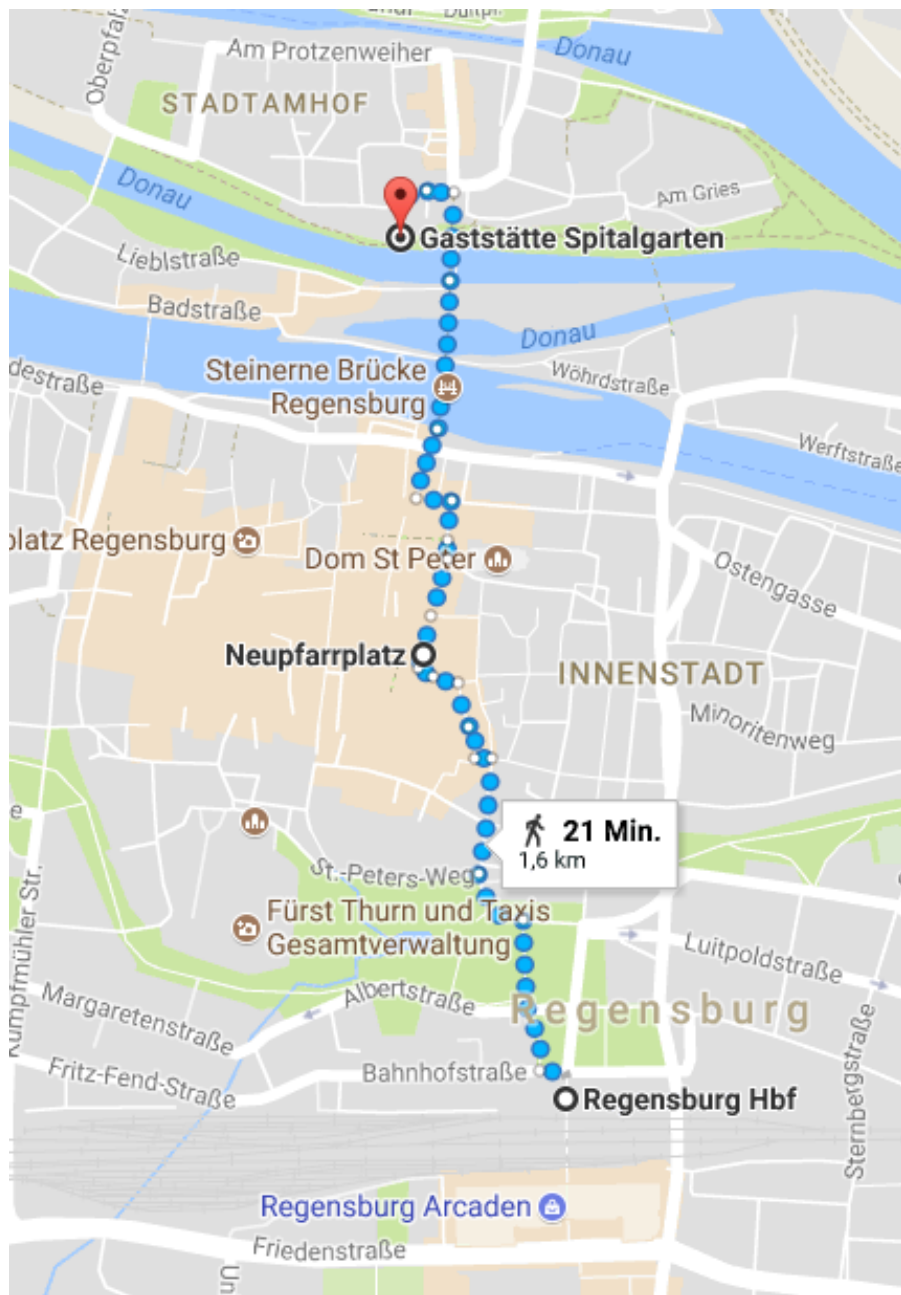 Donau
Am Protzenweiher
Oberpfalz
STADTAMHOF
Donau
Am Gries
Gaststätte Spitalgarten
Lieblstraße
Badstraße
Donau
Steinerne Brücke
Regensburg
Wöhrdstraße
destraße
Werftstraße
platz Regensburg
Dom St Peter
Ostengasse
Neupfarrplatz
INNENSTADT
Minoritenweg
21 Min.
1,6 km
St.-Peters-Weg
Kumpfmühler Str.
Fürst Thurn und Taxis
Gesamtverwaltung
Luitpoldstraße
Albertstraße
Regensburg
Margaretenstraße
Bahnhofstraße
Fritz-Fend-Straße
Regensburg Hbf
Sternbergstraße
Regensburg Arcaden
Friedenstraße
Un